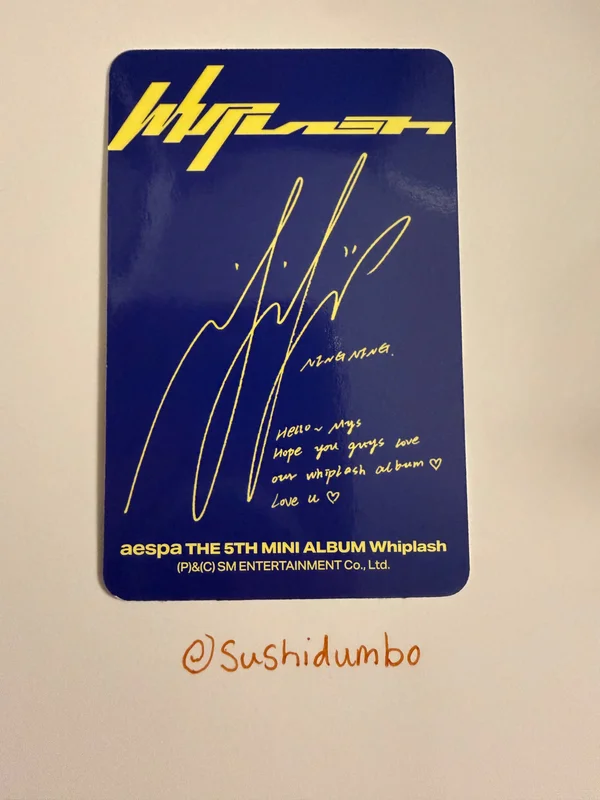 Whiplash
NINGNING.
Hello~ Mys
Hope you guys love
our whiplash album ♡
Love u ♡
aespa THE 5TH MINI ALBUM Whiplash
(P)&(C) SM ENTERTAINMENT Co., Ltd.
@sushidumbo